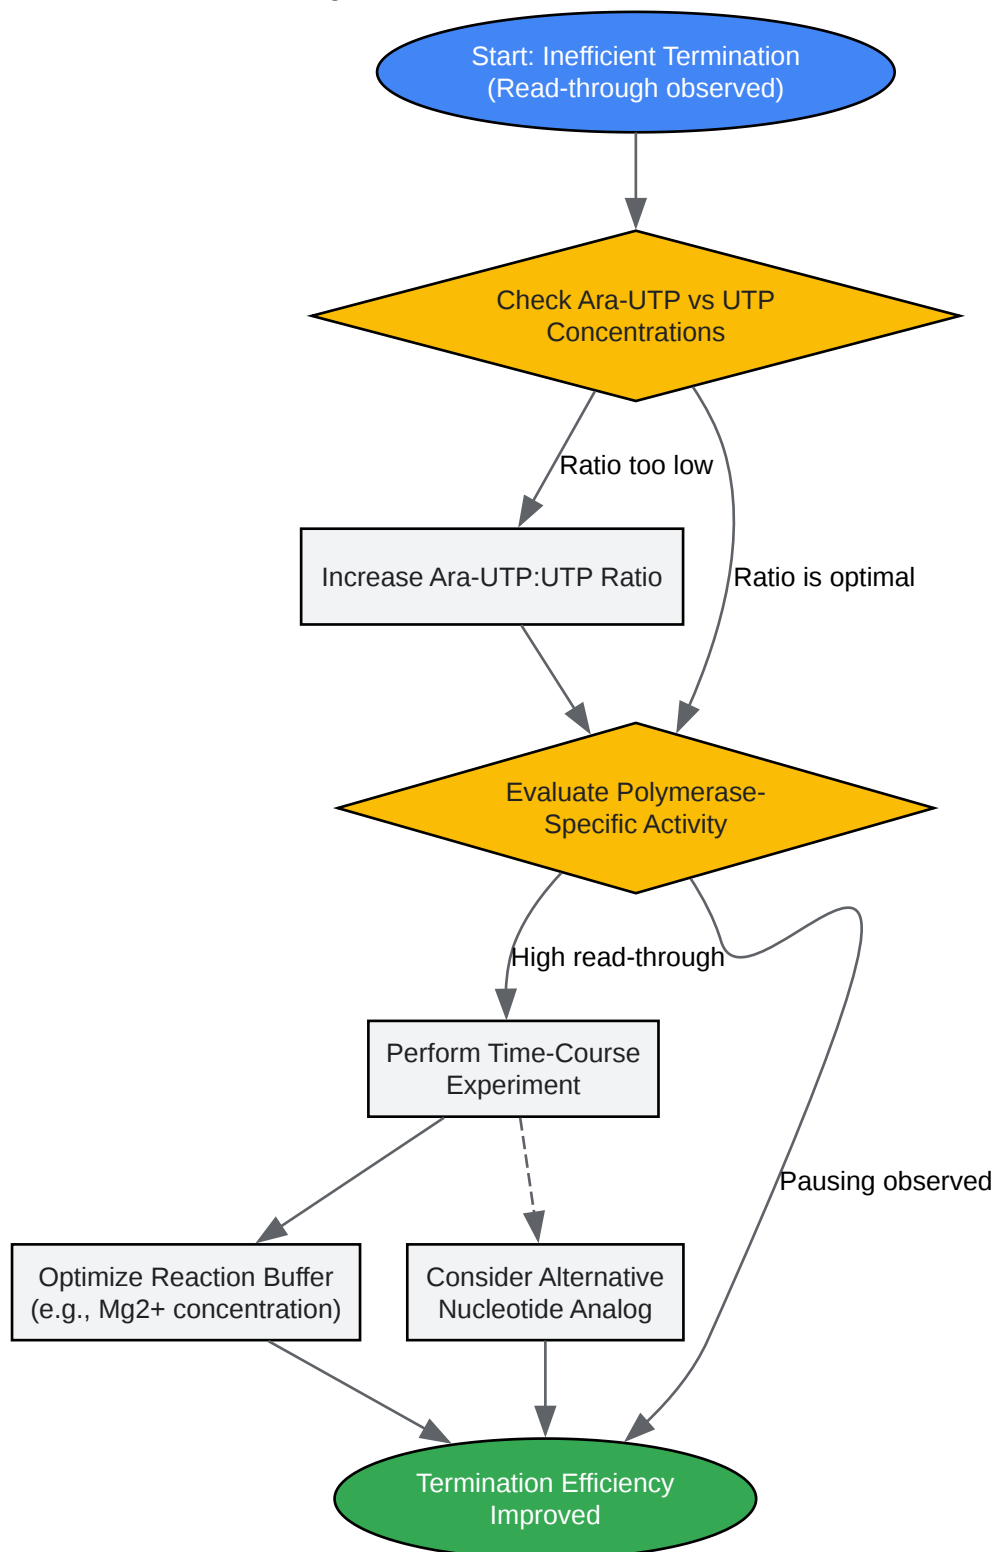 Start: Inefficient Termination
(Read-through observed)
Check Ara-UTP vs UTP
Concentrations
Ratio too low
Increase Ara-UTP:UTP Ratio
Ratio is optimal
Evaluate Polymerase-
Specific Activity
High read-through
Perform Time-Course
Experiment
Pausing observed
Optimize Reaction Buffer
(e.g., Mg2+ concentration)
Consider Alternative
Nucleotide Analog
Termination Efficiency
Improved